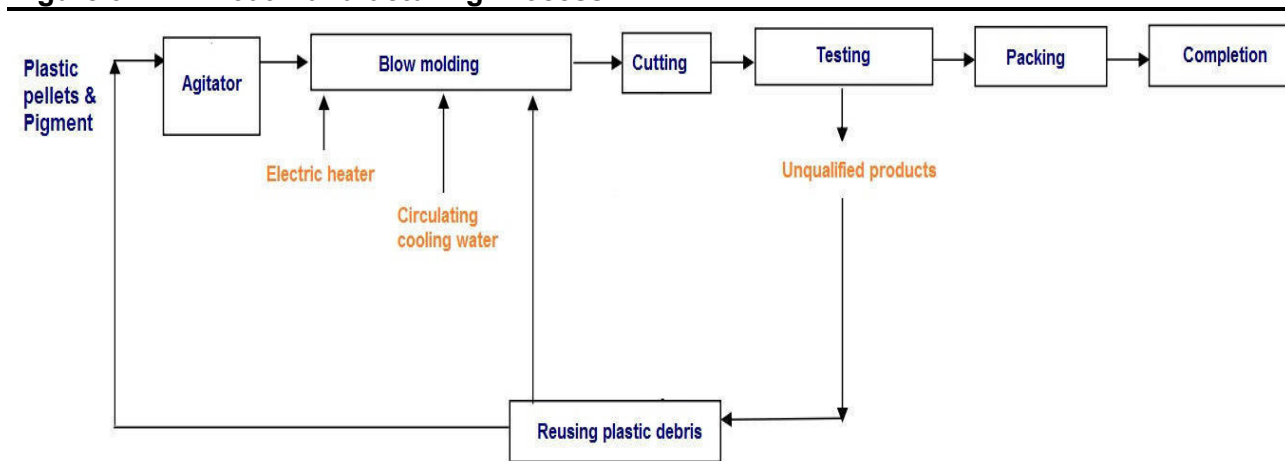 Plastic
pellets &
Pigment
Agitator
Blow molding
Cutting
Testing
Packing
Completion
Electric heater
Circulating
cooling water
Unqualified products
Reusing plastic debris